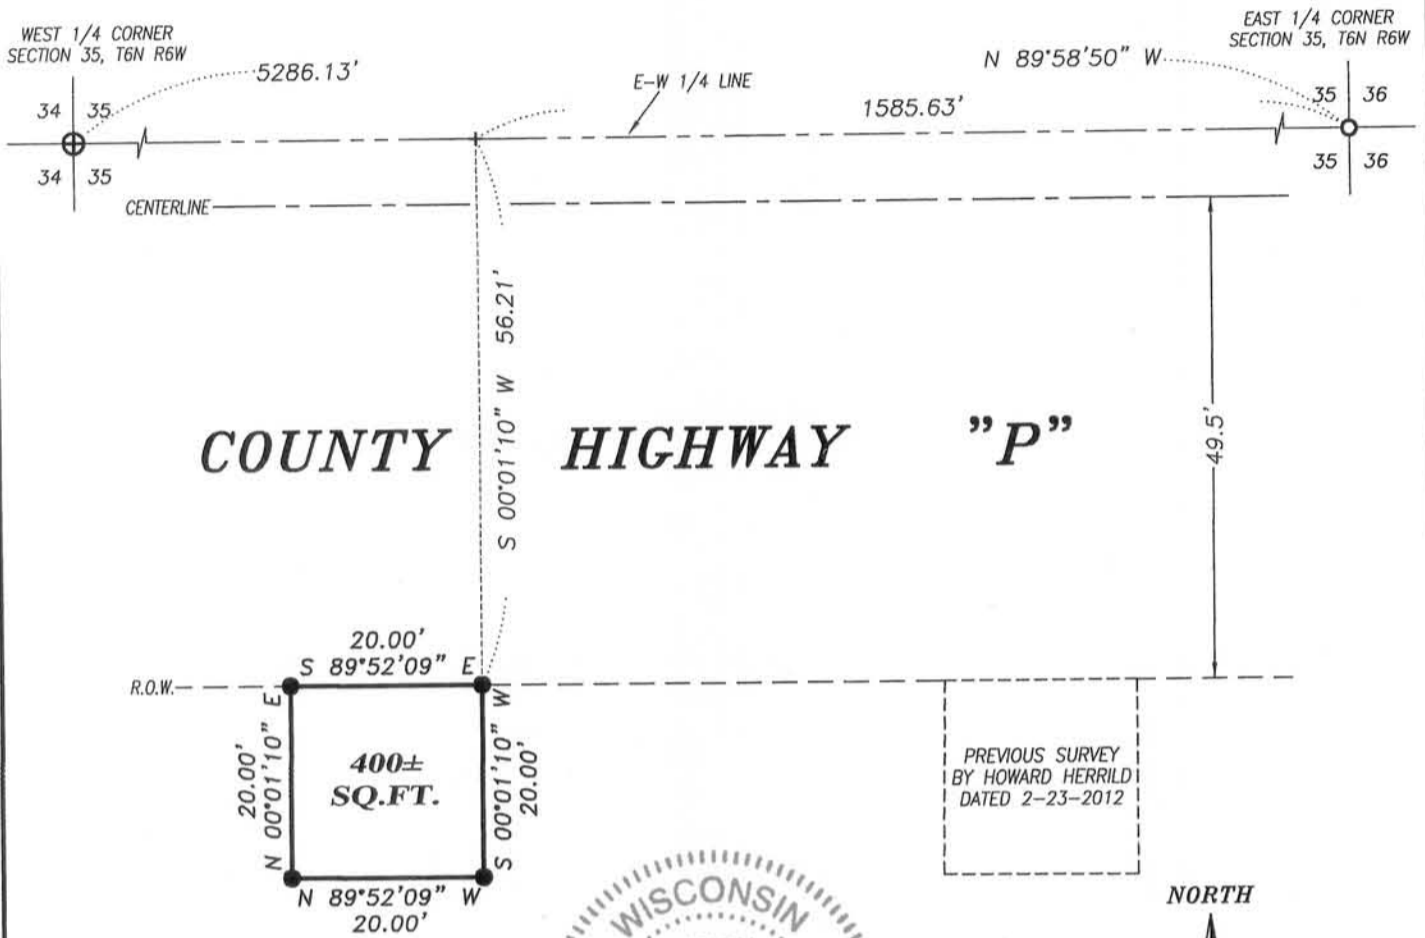 WEST 1/4 CORNER
SECTION 35, T6N R6W
EAST 1/4 CORNER
SECTION 35, T6N R6W
5286.13'
N 89°58'50" W
E-W 1/4 LINE
1585.63'
34 35
35 36
34 35
35 36
CENTERLINE
S 00°01'10" W 56.21'
49.5'
COUNTY HIGHWAY "P"
20.00'
S 89°52'09" E
R.O.W.
N 00°01'10" E
20.00'
400±
SQ.FT.
S 00°01'10" W
20.00'
PREVIOUS SURVEY
BY HOWARD HERRILD
DATED 2-23-2012
N 89°52'09" W
20.00'
WISCONSIN
NORTH